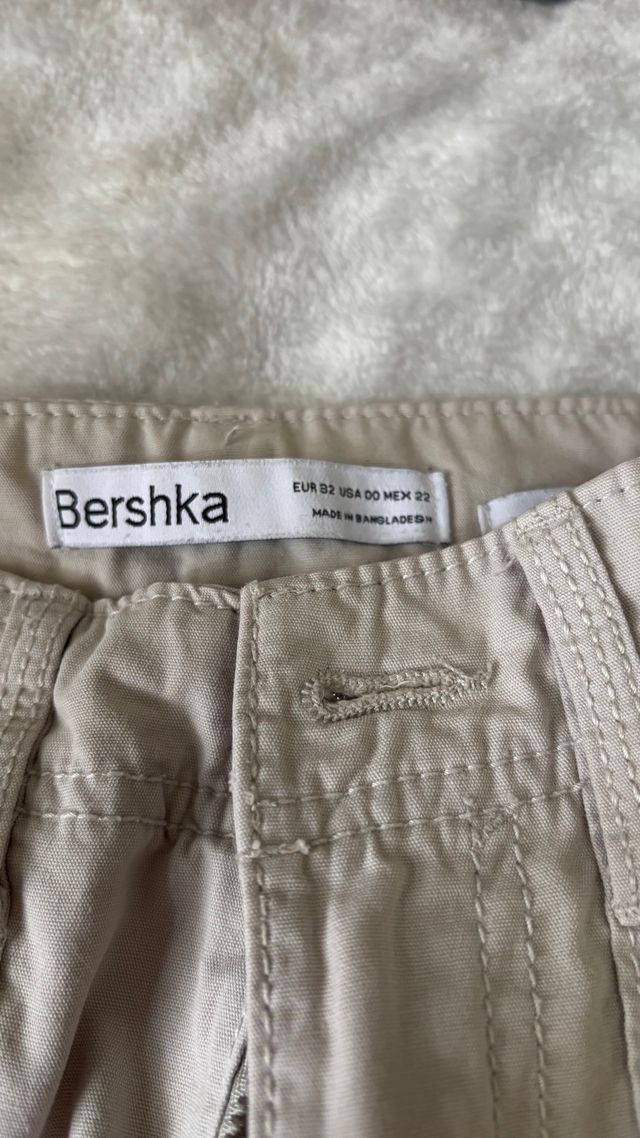 Bershka
EUR 32 USA 00 MEX 22
MADE IN BANGLADESH